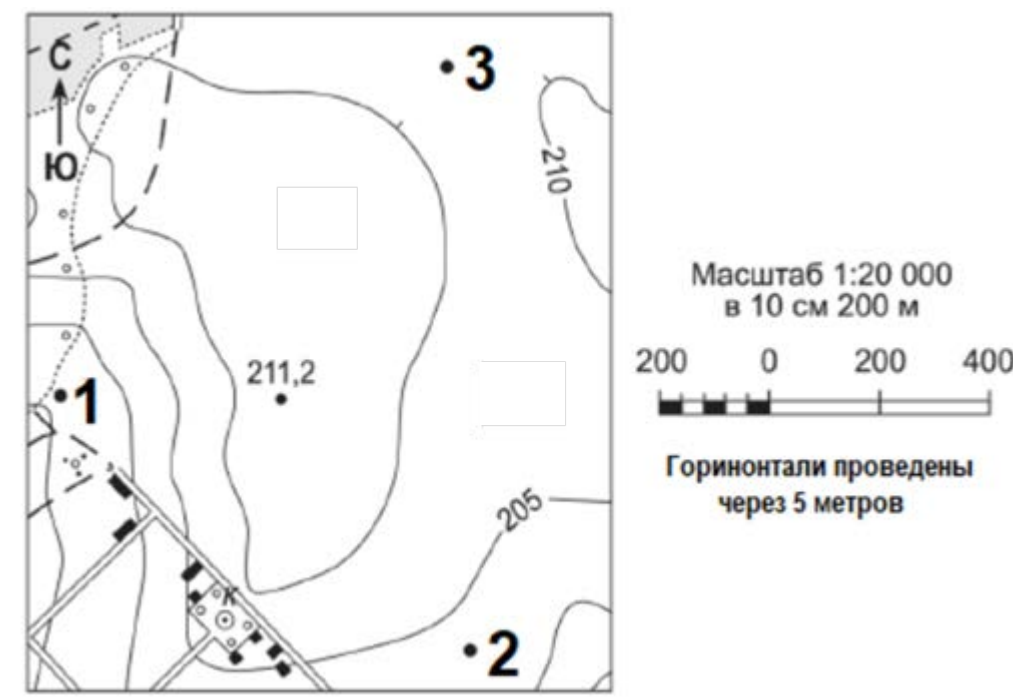 С
Ю
3
210
211,2
1
205
К
2
Масштаб 1:20 000
в 10 см 200 м
200 0 200 400
Горинонтали проведены
через 5 метров